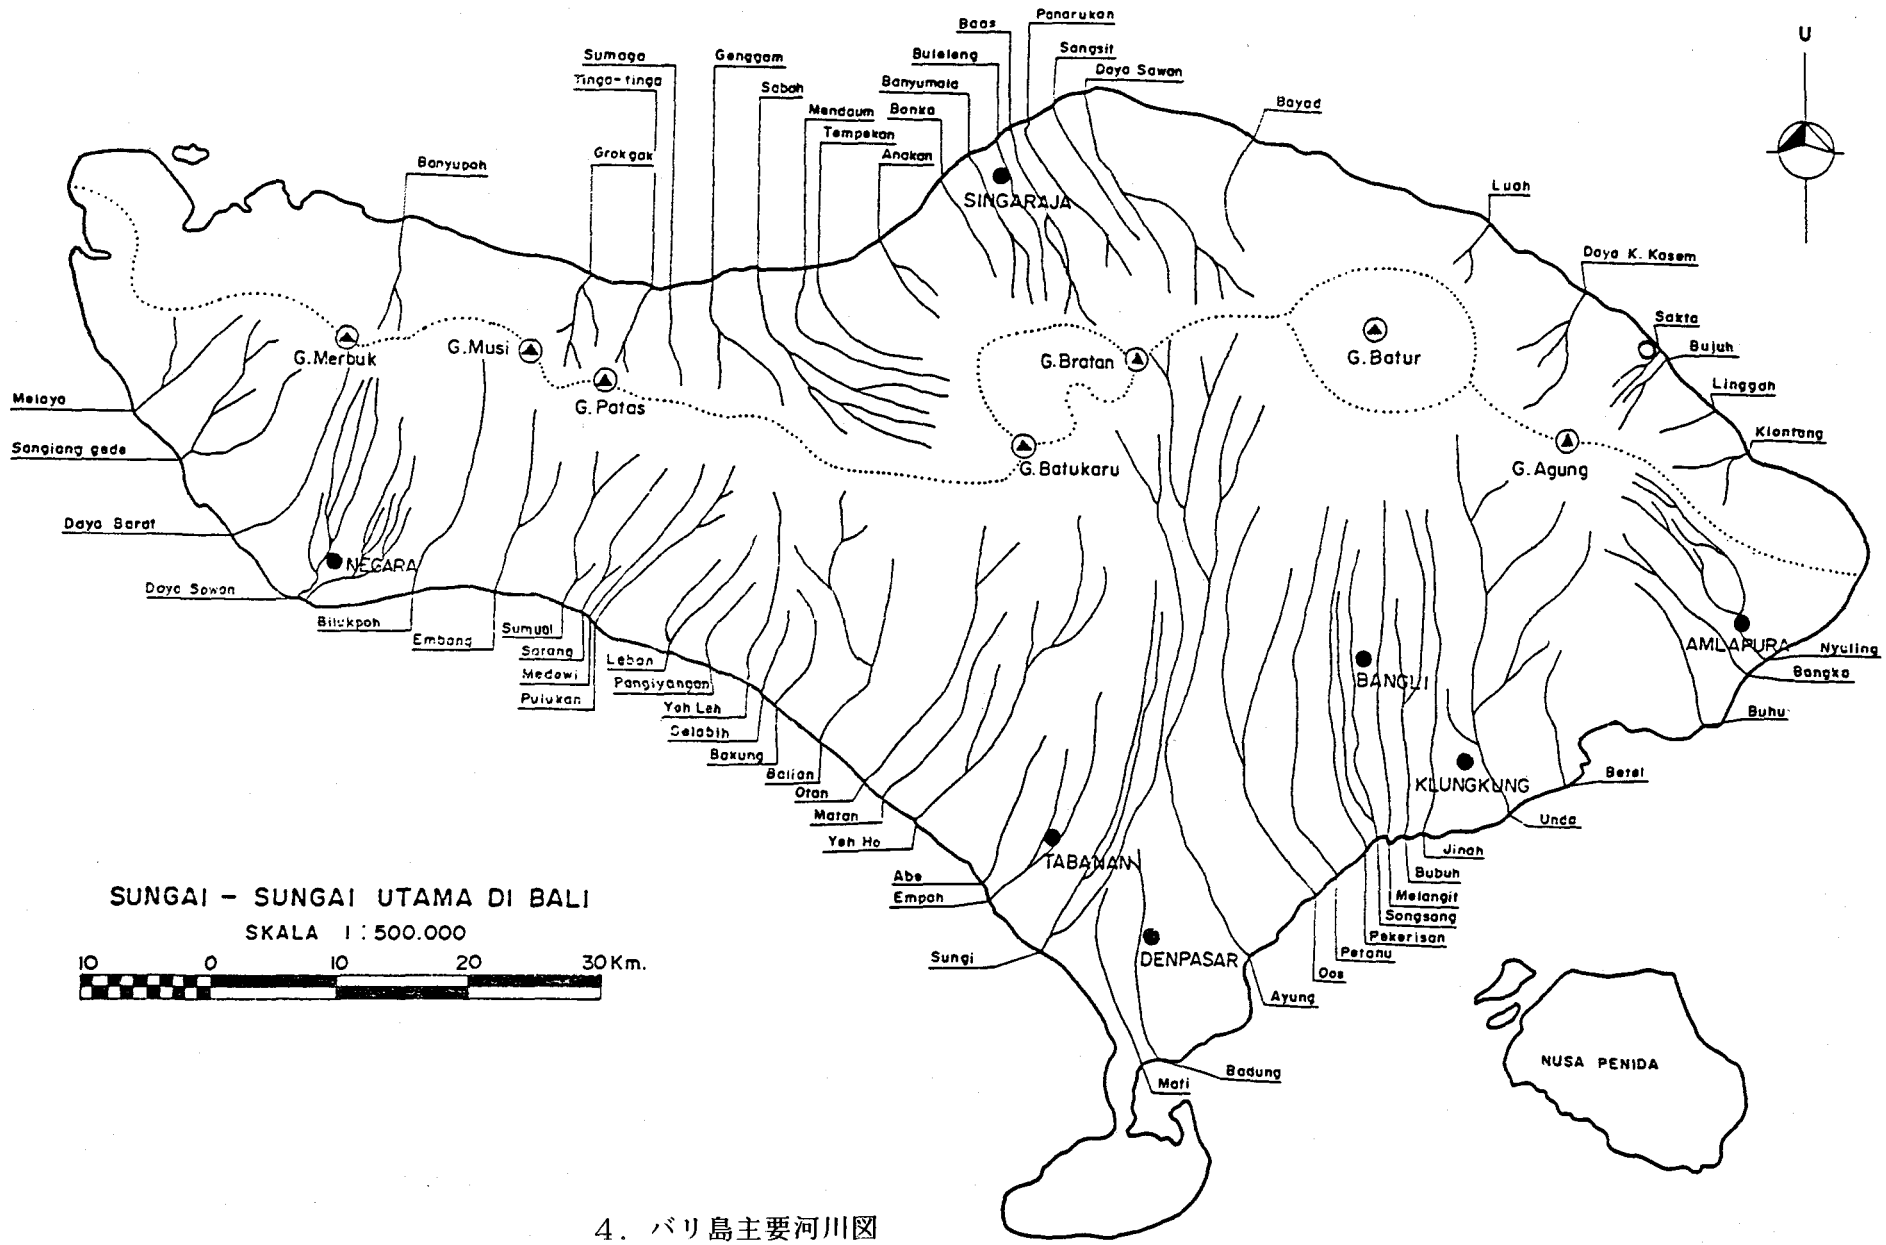 Panarukan
Baas
U
Sumaga
Genggam
Buleleng
Sangsit
Tinga-tinga
Sabah
Banyumala
Daya Sawan
Mendaum
Banka
Bayad
Tempekan
Grokgak
Anakan
Banyupoh
SINGARAJA
Luah
Daya K. Kasem
Sakta
G.Merbuk
G.Musi
G.Bratan
G.Batur
Bujuh
Linggah
Melaya
G. Patas
Klontang
Sangiang gede
G.Batukaru
G.Agung
Daya Barat
NEGARA
Daya Sowan
Bilukpoh
Embang
Sumual
Sarang
Leban
AMLAPURA
Nyuling
Medewi
Pangiyangan
BANGLI
Bangka
Pulukan
Yeh Leh
Selabih
Buhu
Bakung
Balian
Betel
Otan
KLUNGKUNG
Matan
Unda
Yeh Ho
Jinah
TABANAN
Abe
Bubuh
Empah
Melangit
SUNGAI – SUNGAI UTAMA DI BALI
Songsang
SKALA 1 : 500.000
Pekerisan
DENPASAR
Petanu
Sungi
Oos
10 0 10 20 30 Km.
Ayung
NUSA PENIDA
Badung
Mati
4. バリ島主要河川図